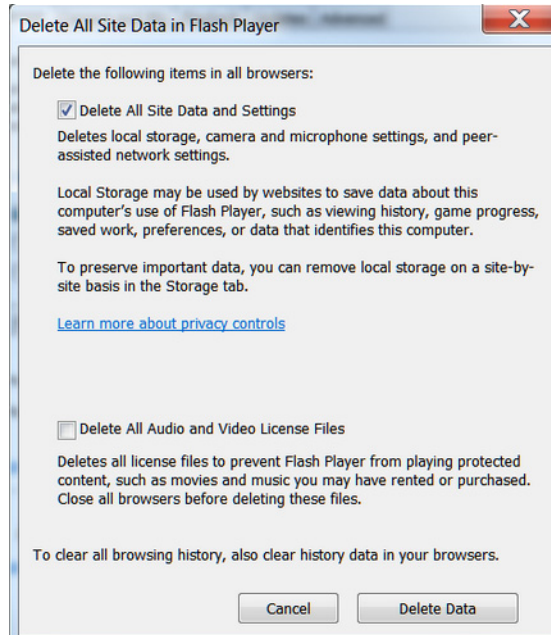 Delete All Site Data in Flash Player
Delete the following items in all browsers:
Delete All Site Data and Settings
Deletes local storage, camera and microphone settings, and peer-
assisted network settings.
Local Storage may be used by websites to save data about this
computer's use of Flash Player, such as viewing history, game progress,
saved work, preferences, or data that identifies this computer.
To preserve important data, you can remove local storage on a site-by-
site basis in the Storage tab.
Learn more about privacy controls
Delete All Audio and Video License Files
Deletes all license files to prevent Flash Player from playing protected
content, such as movies and music you may have rented or purchased.
Close all browsers before deleting these files.
To clear all browsing history, also clear history data in your browsers.
Cancel
Delete Data